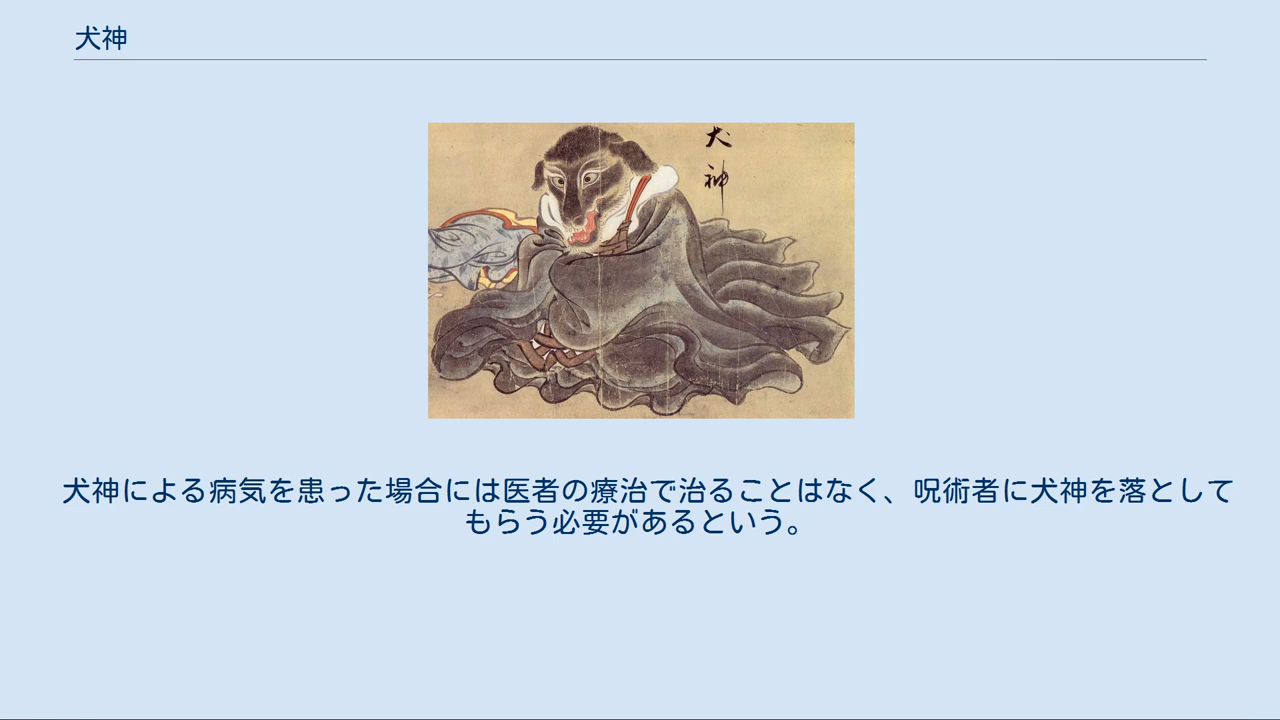 犬神
犬
神
犬神による病気を患った場合には医者の療治で治ることはなく、呪術者に犬神を落として
もらう必要があるという。